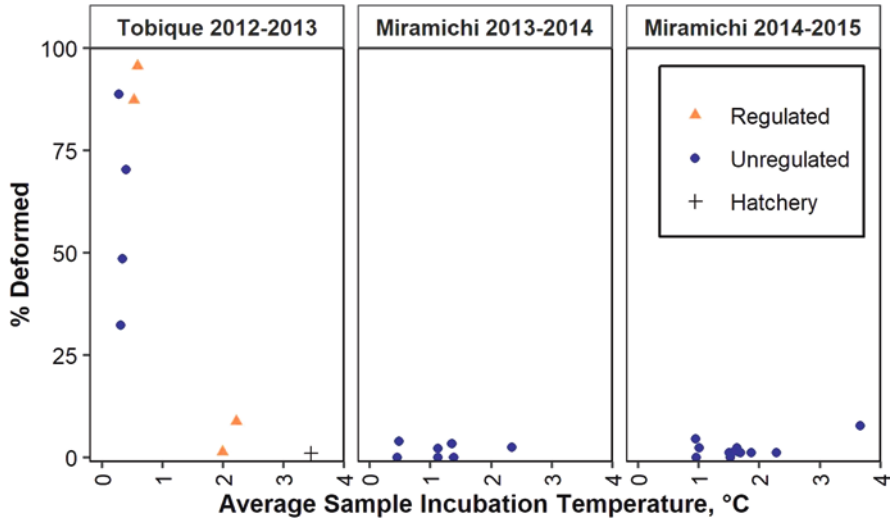 Tobique 2012-2013 Miramichi 2013-2014 Miramichi 2014-2015
% Deformed
100
75
50
25
0
Regulated
Unregulated
Hatchery
0 1 2 3 4 0 1 2 3 4 0 1 2 3 4
Average Sample Incubation Temperature, °C